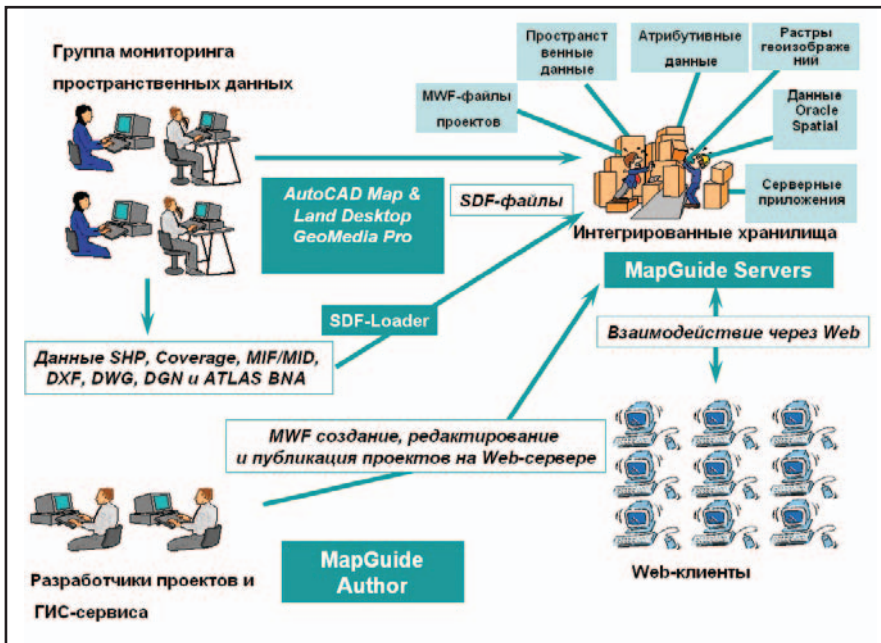 Группа мониторинга
пространственных данных
Пространст
венные
данные
Атрибутивные
данные
Растры
геоизображе
ний
MWF-файлы
проектов
Данные
Oracle
Spatial
Серверные
приложения
AutoCAD Map &
Land Desktop
GeoMedia Pro
SDF-файлы
Интегрированные хранилища
MapGuide Servers
SDF-Loader
Взаимодействие через Web
Данные SHP, Coverage, MIF/MID,
DXF, DWG, DGN и ATLAS BNA
MWF создание, редактирование
и публикация проектов на Web-сервере
MapGuide
Author
Разработчики проектов и
ГИС-сервиса
Web-клиенты